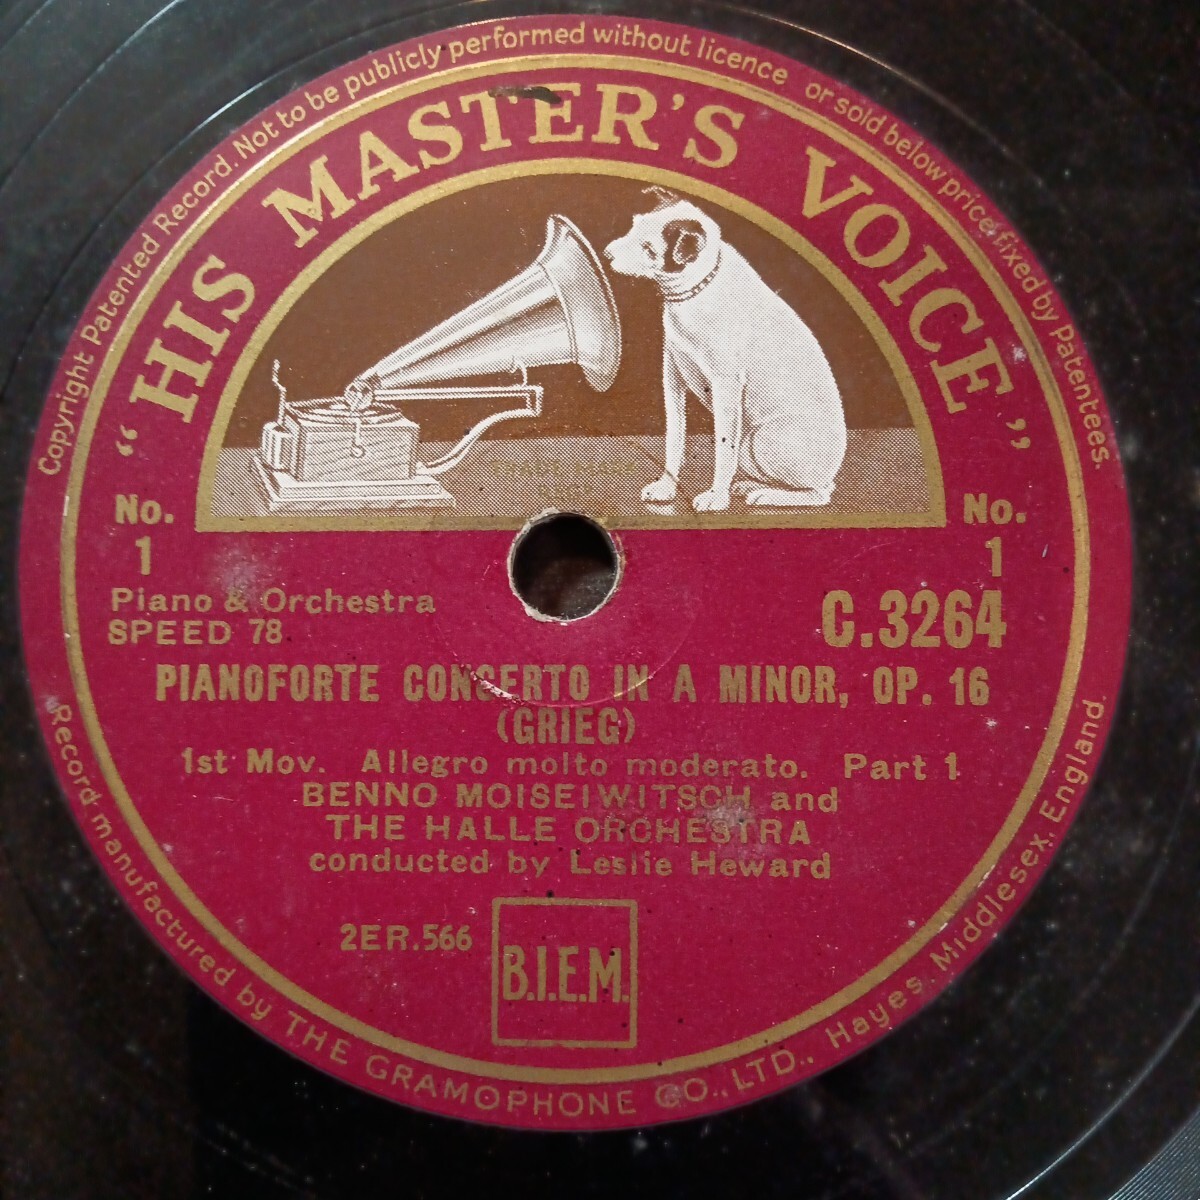 Copyright Patented Record. Not to be publicly performed without licence or sold below price fixed by Patentees.
"HIS MASTER'S VOICE"
TRADE MARK
No. 1
No. 1
Piano & Orchestra
SPEED 78
C.3264
PIANOFORTE CONCERTO IN A MINOR, OP. 16
(GRIEG)
1st Mov. Allegro molto moderato. Part 1
BENNO MOISEIWITSCH and
THE HALLE ORCHESTRA
conducted by Leslie Heward
2ER.566
B.I.E.M.
Record manufactured by THE GRAMOPHONE CO., LTD., Hayes, Middlesex, England.